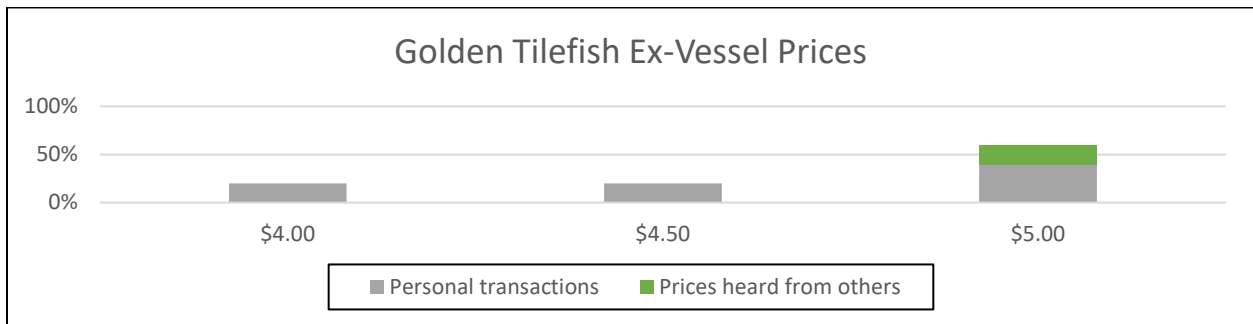 Golden Tilefish Ex-Vessel Prices
100%
50%
0%
$4.00 $4.50 $5.00
Personal transactions Prices heard from others